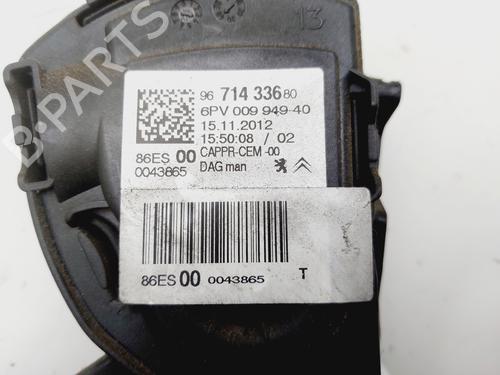 B-PARTS
13
96 714 336 80
6PV 009 949-40
15.11.2012
15:50:08 / 02
86ES 00 CAPPR-CEM -00
0043865 DAG man
86ES 00 0043865 T